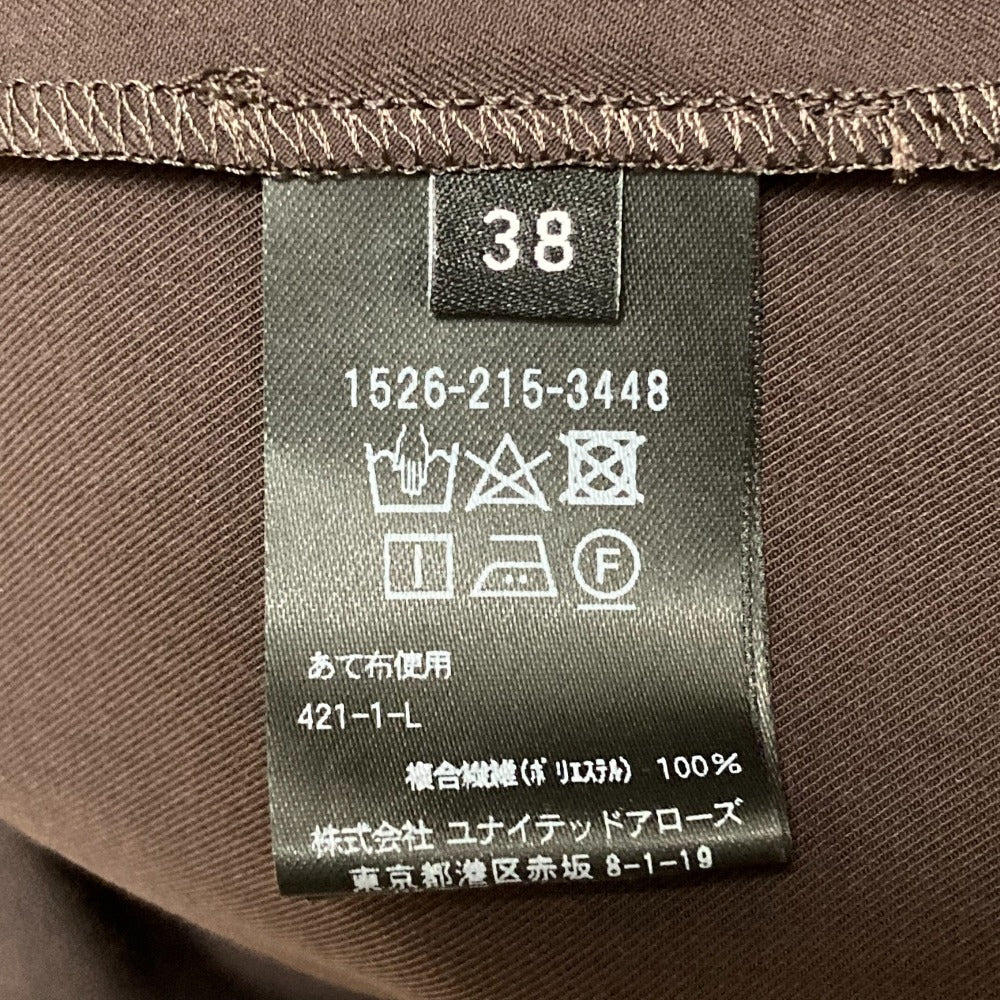 38
1526-215-3448
F
あて布使用
421-1-L
複合繊維(ポリエステル) 100%
株式会社 ユナイテッドアローズ
東京都港区赤坂 8-1-19